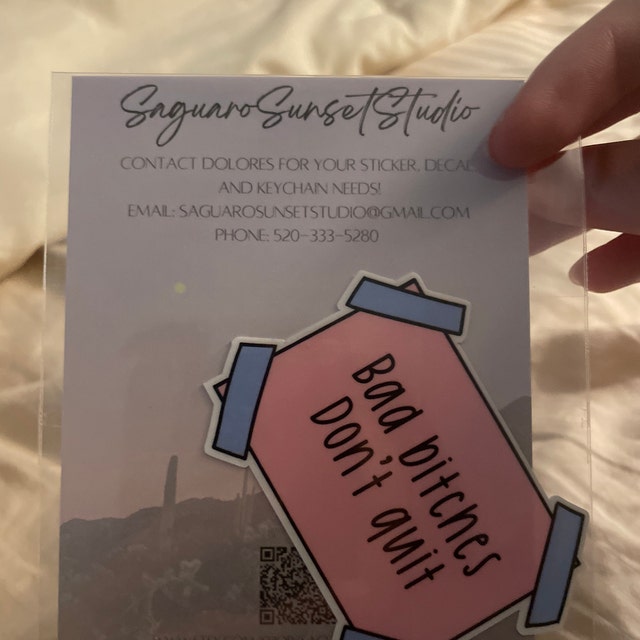 SaguaroSunsetStudio
CONTACT DOLORES FOR YOUR STICKER, DECAL
AND KEYCHAIN NEEDS!
EMAIL: SAGUAROSUNSETSTUDIO@GMAIL.COM
PHONE: 520-333-5280
Bad bitches
Don't quit